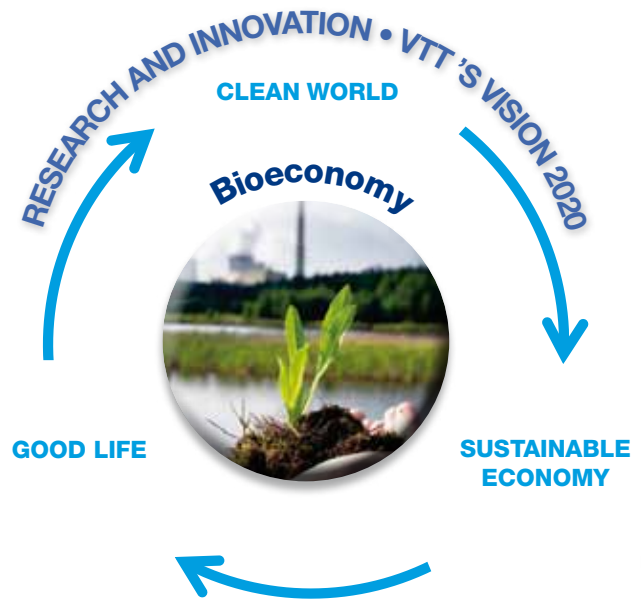 RESEARCH AND INNOVATION • VTT 'S VISION 2020
CLEAN WORLD
Bioeconomy
GOOD LIFE
SUSTAINABLE
ECONOMY